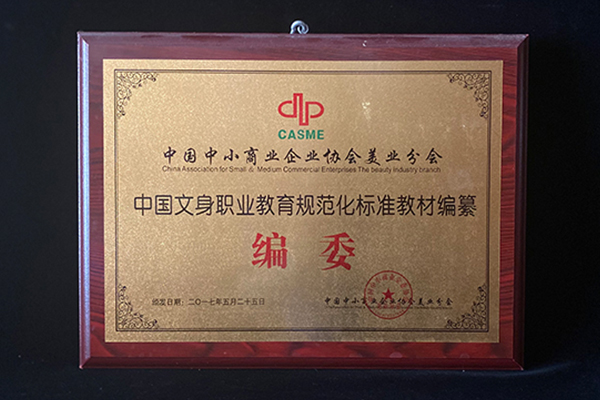 CASME
中国中小商业企业协会美业分会
China Association for Small & Medium Commercial Enterprises The beauty industry branch
中国文身职业教育规范化标准教材编纂
编 委
颁发日期：二〇一七年五月二十五日
中国中小商业企业协会美业分会